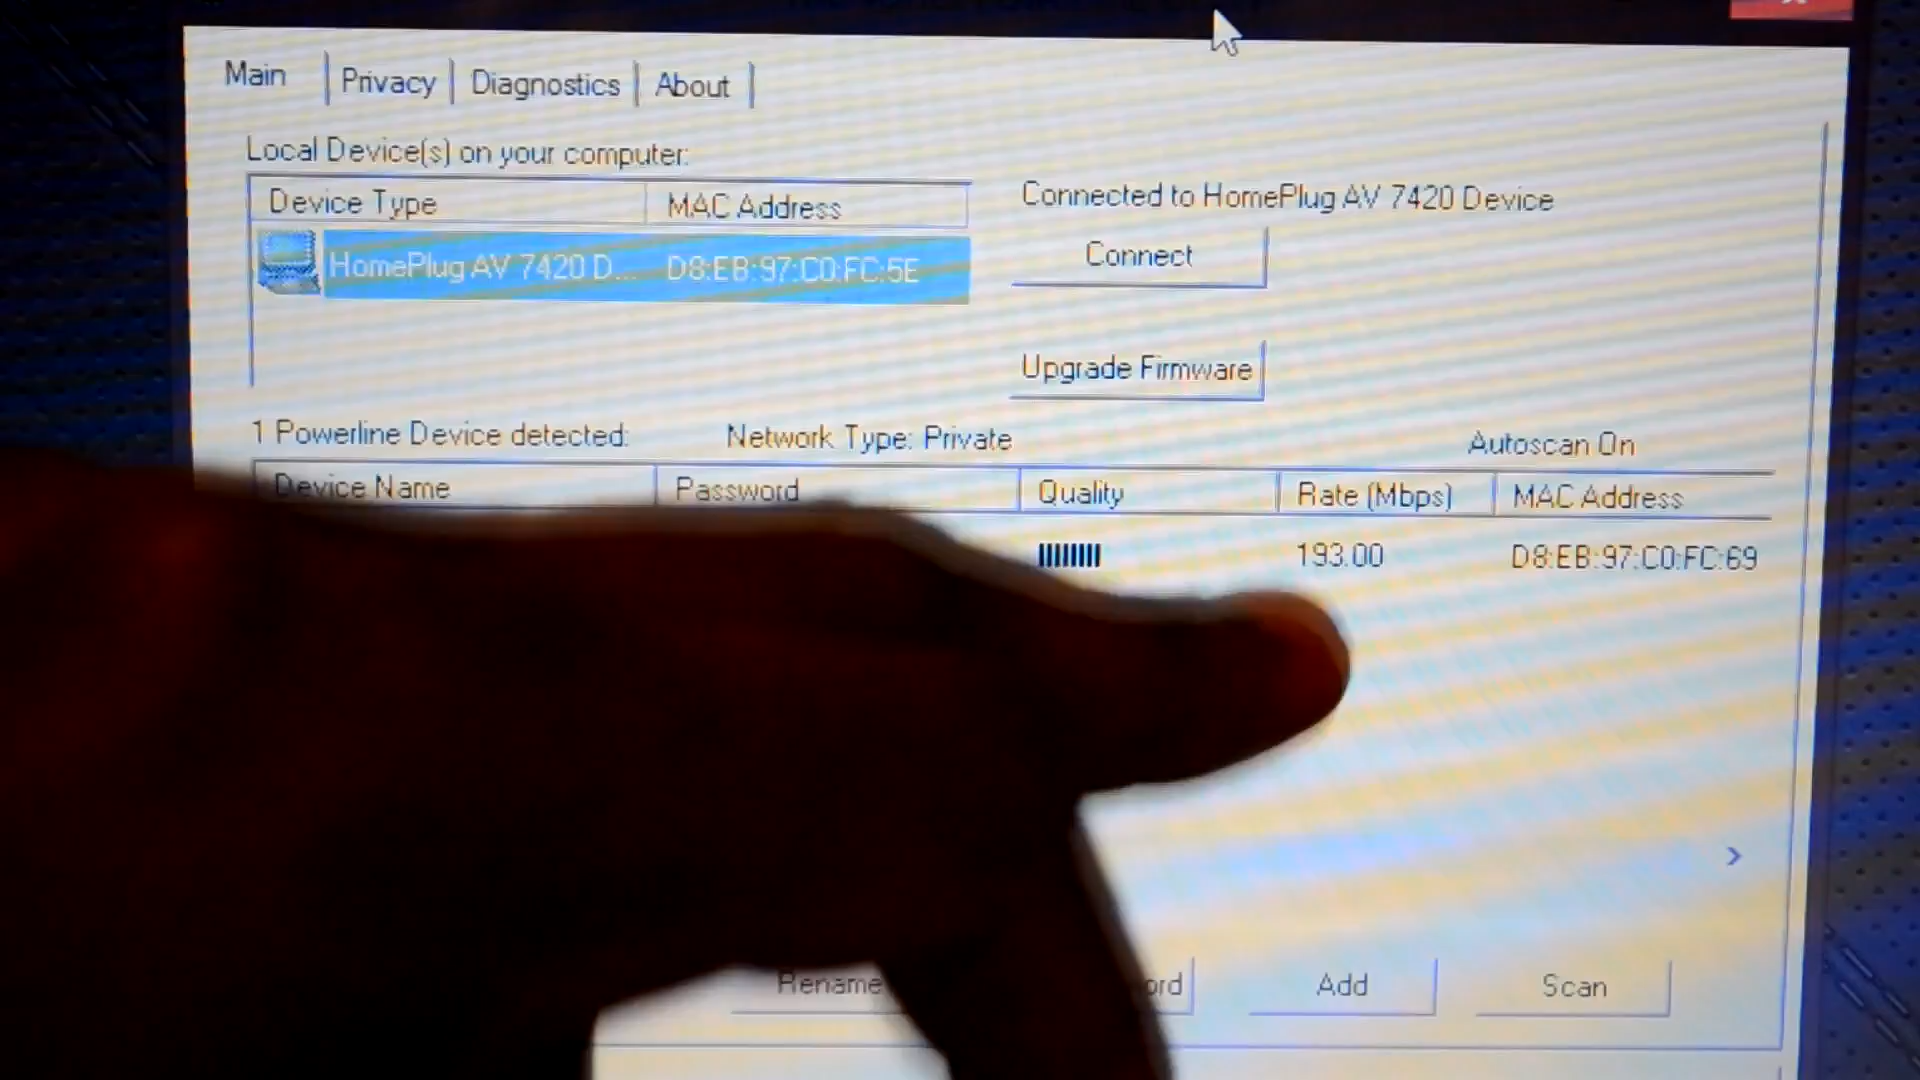 Main Privacy Diagnostics About
Local Device(s) on your computer:
Device Type MAC Address
HomePlug AV 7420 D... D8:EB:97:C0:FC:5E
Connected to HomePlug AV 7420 Device
Connect
Upgrade Firmware
1 Powerline Device detected: Network Type: Private Autoscan On
Device Name Password Quality Rate (Mbps) MAC Address
193.00 D8:EB:97:C0:FC:69
Rename Add Scan